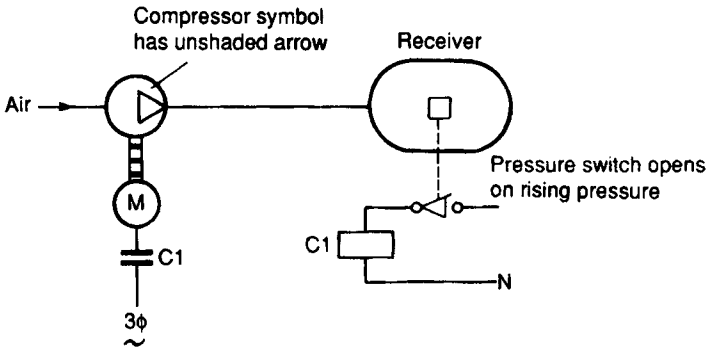 Compressor symbol
has unshaded arrow
Receiver
Air
Pressure switch opens
on rising pressure
M
C1
C1
N
3ϕ
~